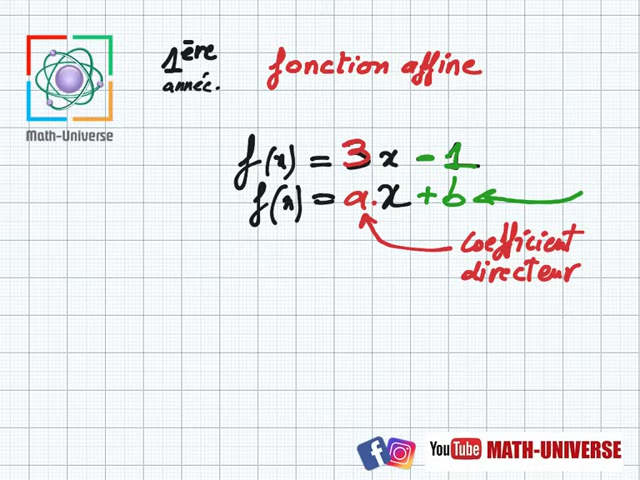 1ère
année.
fonction affine
Math-Universe
f(x) = 3x - 1
f(x) = a.x + b
coefficient
directeur
YouTube MATH-UNIVERSE